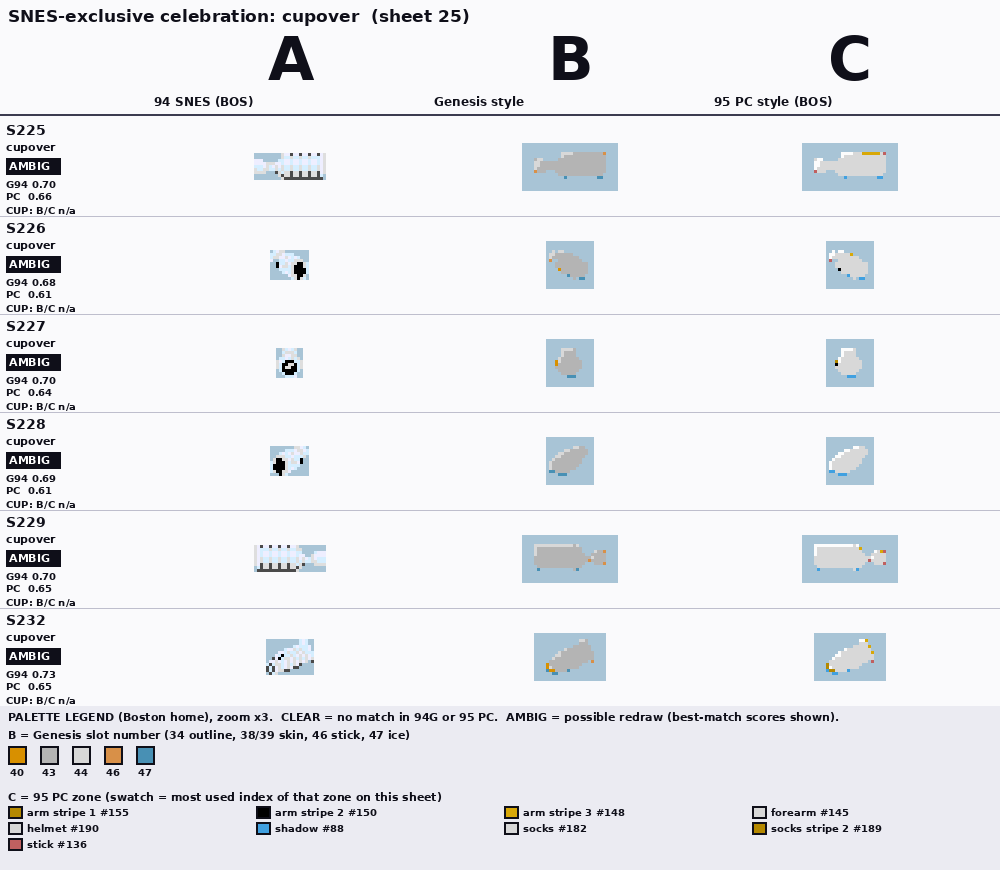 SNES-exclusive celebration: cupover  (sheet 25)
A B C
94 SNES (BOS) Genesis style 95 PC style (BOS)
S225
cupover
AMBIG
G94 0.70
PC  0.66
CUP: B/C n/a
S226
cupover
AMBIG
G94 0.68
PC  0.61
CUP: B/C n/a
S227
cupover
AMBIG
G94 0.70
PC  0.64
CUP: B/C n/a
S228
cupover
AMBIG
G94 0.69
PC  0.61
CUP: B/C n/a
S229
cupover
AMBIG
G94 0.70
PC  0.65
CUP: B/C n/a
S232
cupover
AMBIG
G94 0.73
PC  0.65
CUP: B/C n/a
PALETTE LEGEND (Boston home), zoom x3.  CLEAR = no match in 94G or 95 PC.  AMBIG = possible redraw (best-match scores shown).
B = Genesis slot number (34 outline, 38/39 skin, 46 stick, 47 ice)
40 43 44 46 47
C = 95 PC zone (swatch = most used index of that zone on this sheet)
arm stripe 1 #155 arm stripe 2 #150 arm stripe 3 #148 forearm #145
helmet #190 shadow #88 socks #182 socks stripe 2 #189
stick #136